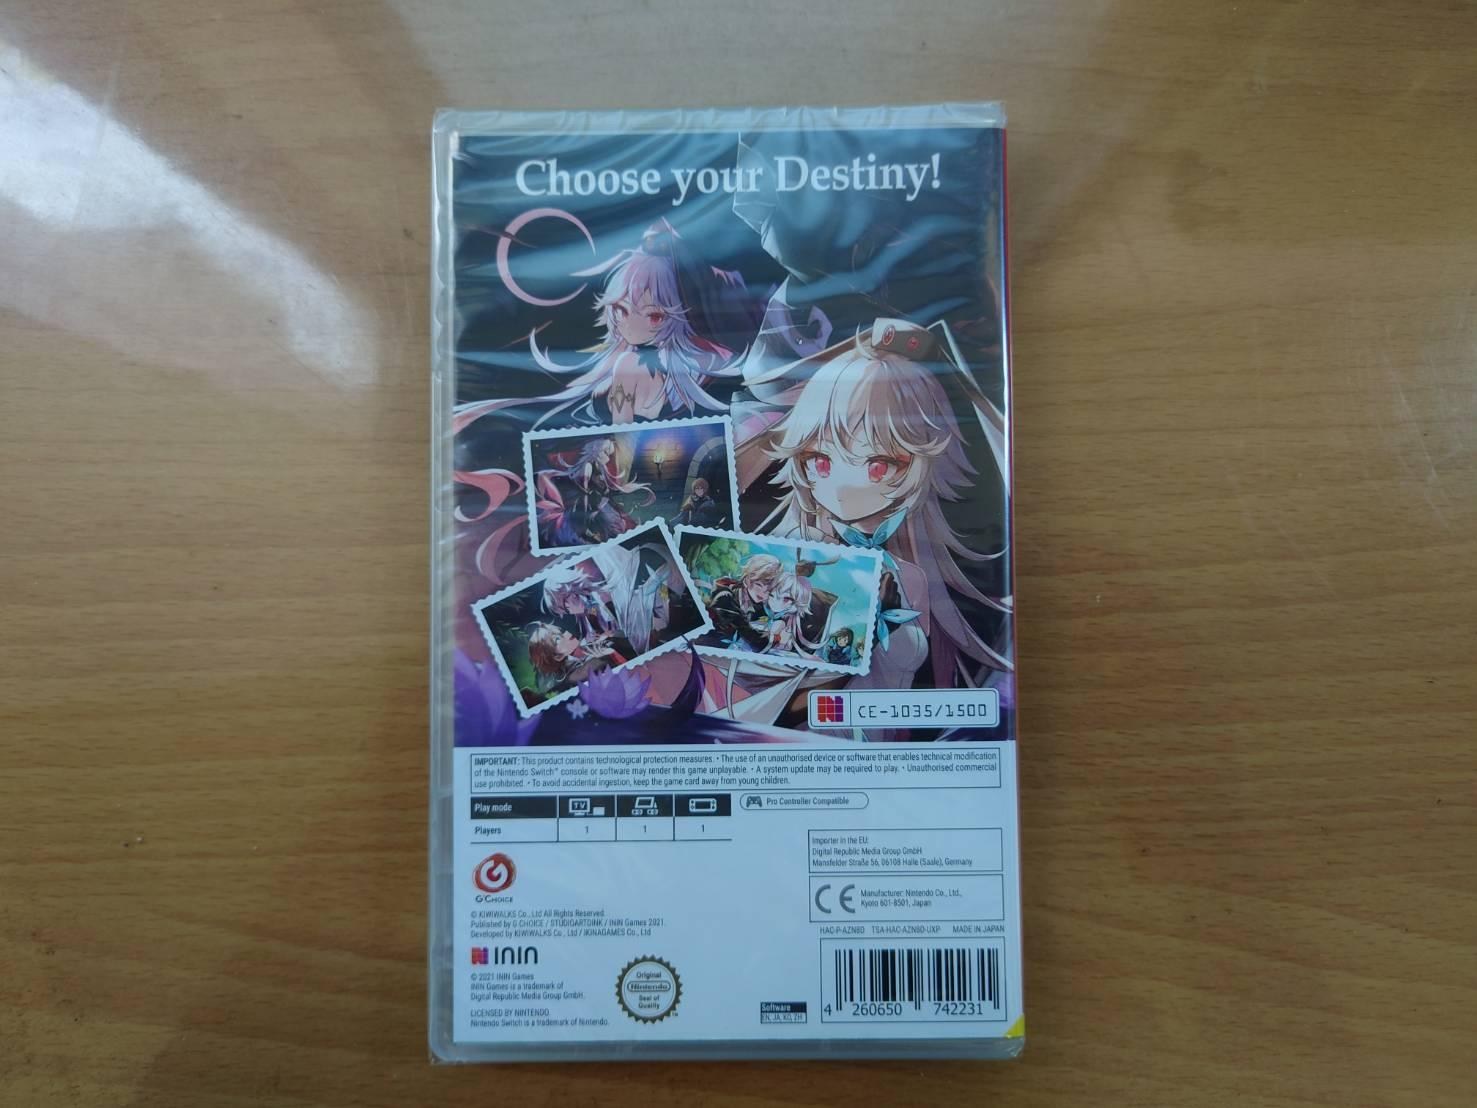 Choose your Destiny!
CE-1035/1500
IMPORTANT: This product contains technological protection measures. • The use of an unauthorised device or software that enables technical modification
of the Nintendo Switch™ console or software may render this game unplayable. • A system update may be required to play. • Unauthorised commercial
use prohibited. • To avoid accidental ingestion, keep the game card away from young children.
Play mode
TV
Pro Controller Compatible
Players 1 1 1
Importer in the EU:
Digital Republic Media Group GmbH
Mansfelder Straße 56, 06108 Halle (Saale), Germany
G CHOICE
CE
Manufacturer: Nintendo Co., Ltd.,
Kyoto 601-8501, Japan
© KIWIWALKS Co., Ltd All Rights Reserved.
Published by G CHOICE / STUDIOARTDINK / ININ Games 2021.
Developed by KIWIWALKS Co., Ltd / IKINAGAMES Co., Ltd
HAC-P-AZN8D TSA-HAC-AZN8D-UXP MADE IN JAPAN
ININ
© 2021 ININ Games
ININ Games is a trademark of
Digital Republic Media Group GmbH.
LICENSED BY NINTENDO.
Nintendo Switch is a trademark of Nintendo.
Original
Nintendo
Seal of
Quality
TM
Software
EN, JA, KO, ZH
4 260650 742231